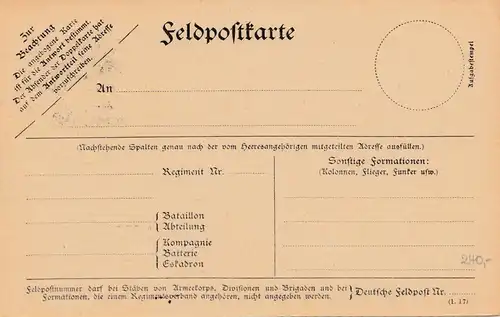 Zur
Beachtung
Die angebogene Karte
ist für die Antwort bestimmt.
Der Absender der Doppelkarte hat
auf dem Antwortteil seine Adresse
vorzuschreiben.
Feldpostkarte
Aufgabestempel
An
(Nachstehende Spalten genau nach der vom Heeresangehörigen mitgeteilten Adresse ausfüllen.)
Regiment Nr.
Bataillon
Abteilung
Kompagnie
Batterie
Eskadron
Sonstige Formationen:
(Kolonnen, Flieger, Funker usw.)
240,-
Feldpostnummer darf bei Stäben von Armeekorps, Divisionen und Brigaden und bei
Formationen, die einem Regimentsverband angehören, nicht angegeben werden.
Deutsche Feldpost Nr.
(I. 17)